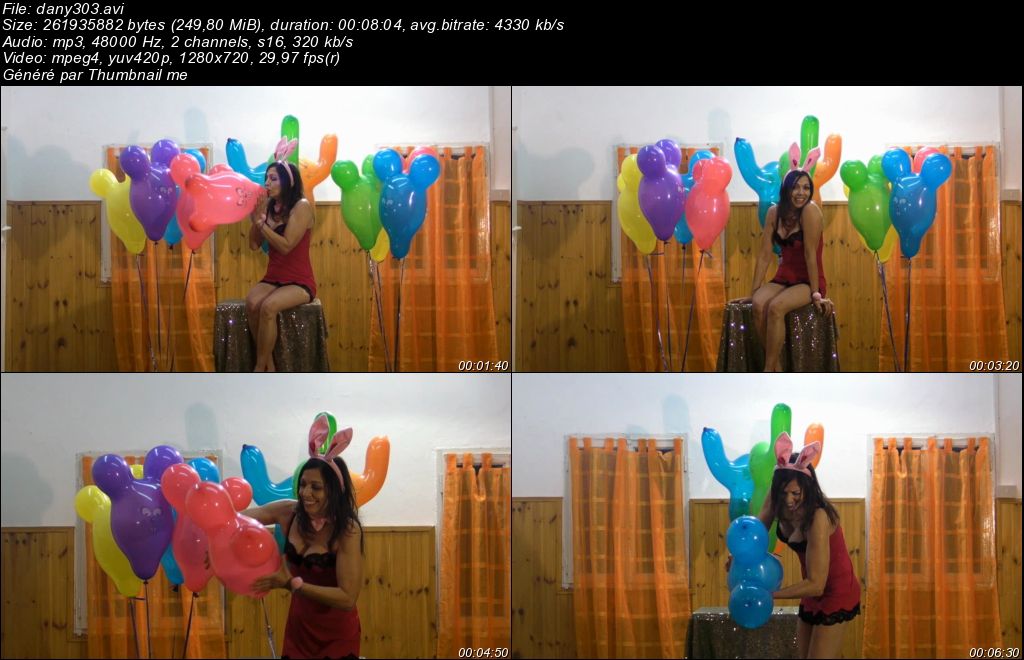 File: dany303.avi
Size: 261935882 bytes (249,80 MiB), duration: 00:08:04, avg.bitrate: 4330 kb/s
Audio: mp3, 48000 Hz, 2 channels, s16, 320 kb/s
Video: mpeg4, yuv420p, 1280x720, 29,97 fps(r)
Généré par Thumbnail me
00:01:40
00:03:20
00:04:50
00:06:30